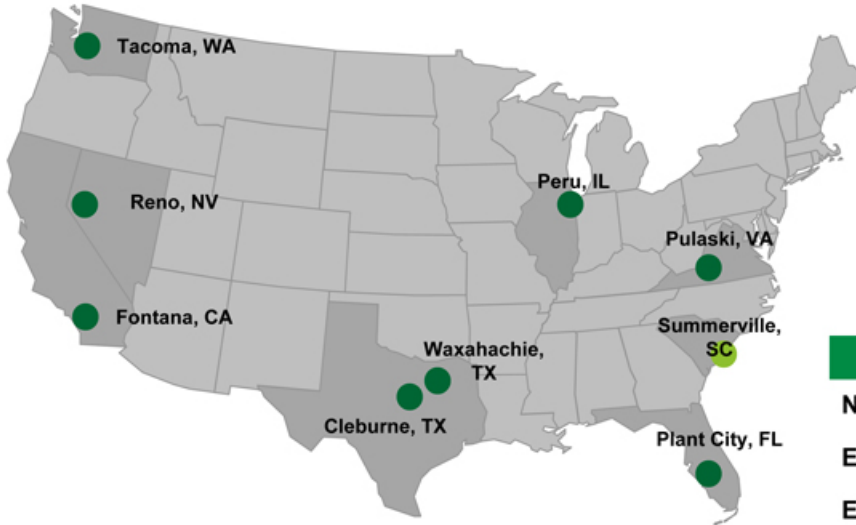 Tacoma, WA
Peru, IL
Reno, NV
Pulaski, VA
Fontana, CA
Summerville,
SC
Waxahachie,
TX
Cleburne, TX
Plant City, FL
N
E
E